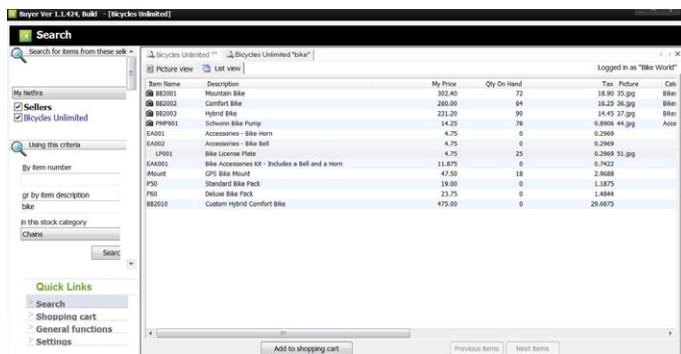 Buyer Ver 1.1.424, Build - [Bicycles Unlimited]
Search
Search for items from these selle
My Netfira
Sellers
Bicycles Unlimited
Using this criteria
By item number
or by item description
bike
in this stock category
Chains
Searc
Quick Links
Search
Shopping cart
General functions
Settings
Bicycles Unlimited "" Bicycles Unlimited "bike"
Picture view List view Logged in as "Bike World"
Item Name Description My Price Qty On Hand Tax Picture Cate
BB2001 Mountain Bike 302.40 72 18.90 35.jpg Bikes
BB2002 Comfort Bike 260.00 64 16.25 36.jpg Bikes
BB2003 Hybrid Bike 231.20 90 14.45 37.jpg Bikes
PMP901 Schwinn Bike Pump 14.25 78 0.8906 44.jpg Acce
EA001 Accessories - Bike Horn 4.75 0 0.2969
EA002 Accessories - Bike Bell 4.75 0 0.2969
LP001 Bike License Plate 4.75 25 0.2969 51.jpg
EAK001 Bike Accessories Kit - Includes a Bell and a Horn 11.875 0 0.7422
iMount GPS Bike Mount 47.50 18 2.9688
P50 Standard Bike Pack 19.00 0 1.1875
P60 Deluxe Bike Pack 23.75 0 1.4844
BB2010 Custom Hybrid Comfort Bike 475.00 0 29.6875
Add to shopping cart Previous items Next items